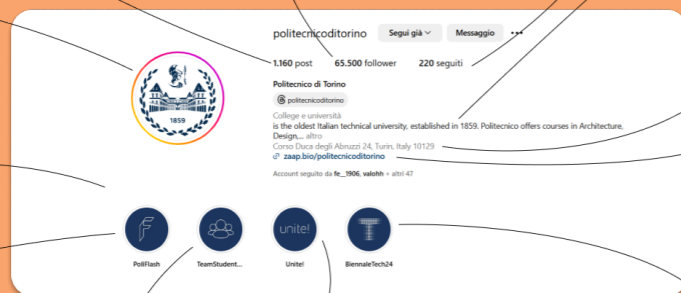 politecnicoditorino Segui già Messaggio
1.160 post 65.500 follower 220 seguiti
Politecnico di Torino
politecnicoditorino
College e università
is the oldest Italian technical university, established in 1859. Politecnico offers courses in Architecture,
Design,... altro
Corso Duca degli Abruzzi 24, Turin, Italy 10129
zaap.bio/politecnicoditorino
Account seguito da fe__1906, valohh + altri 47
1859
F unite! T
PoliFlash TeamStudent... Unite! BiennaleTech24